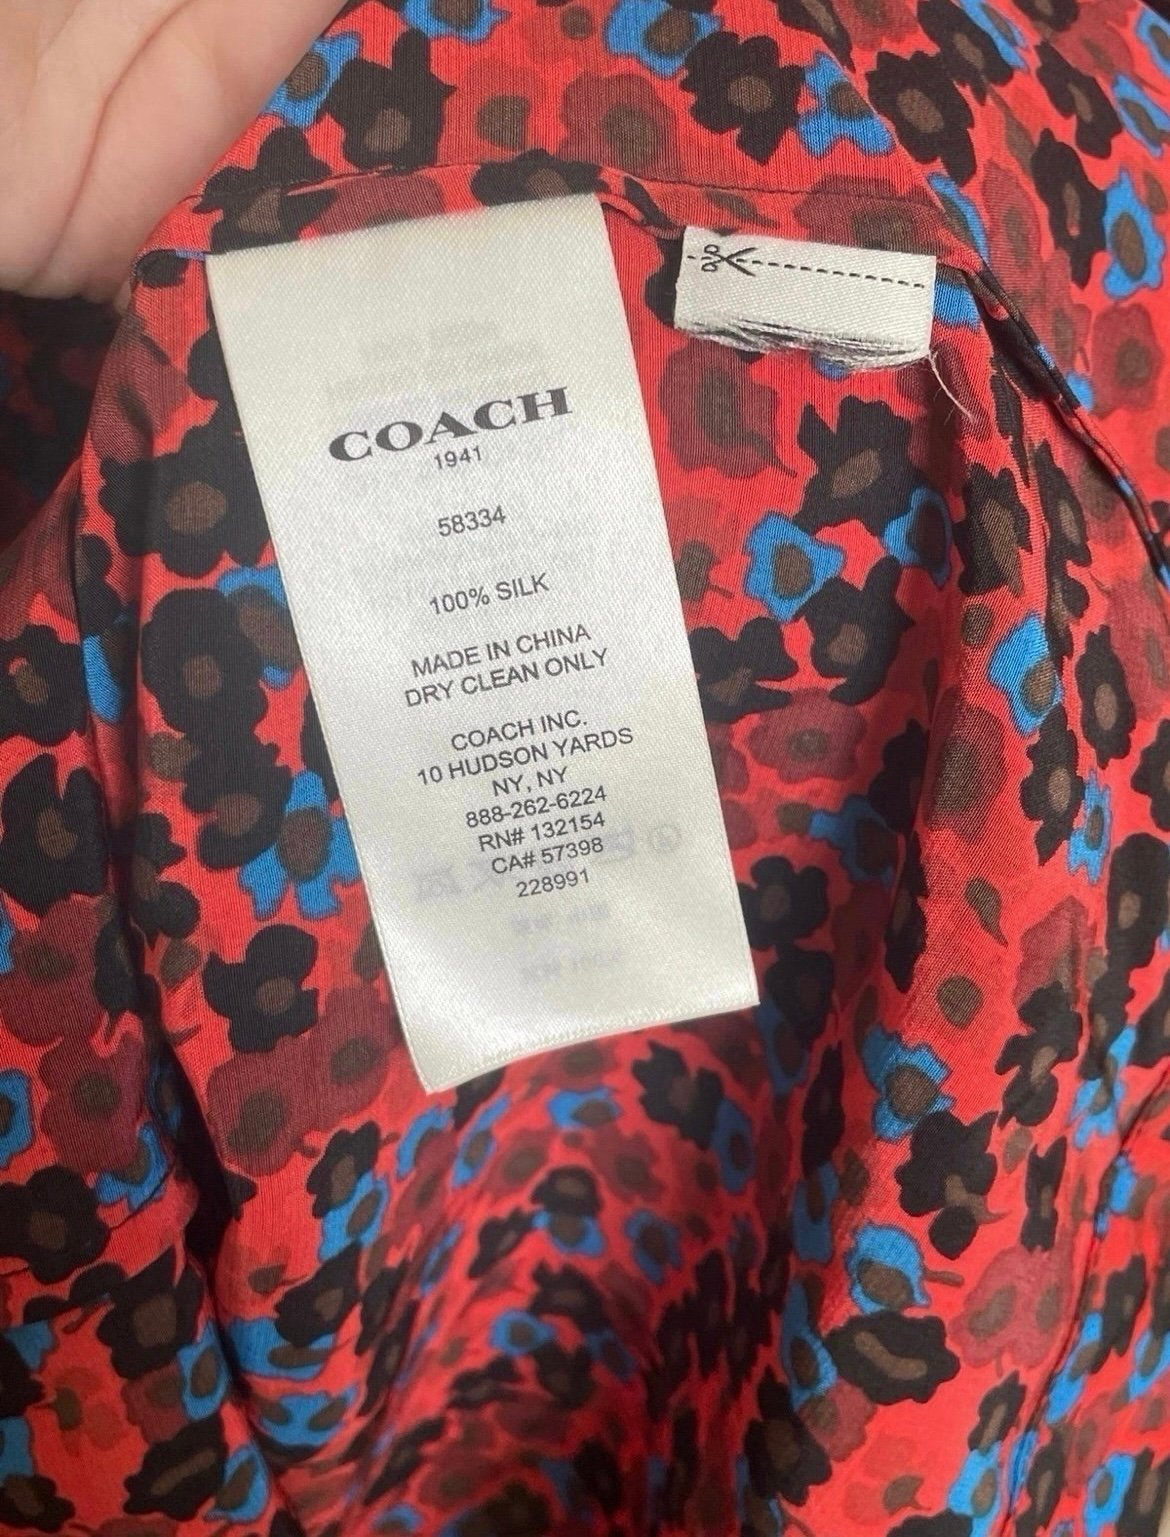 COACH
1941
58334
100% SILK
MADE IN CHINA
DRY CLEAN ONLY
COACH INC.
10 HUDSON YARDS
NY, NY
888-262-6224
RN# 132154
CA# 57398
228991